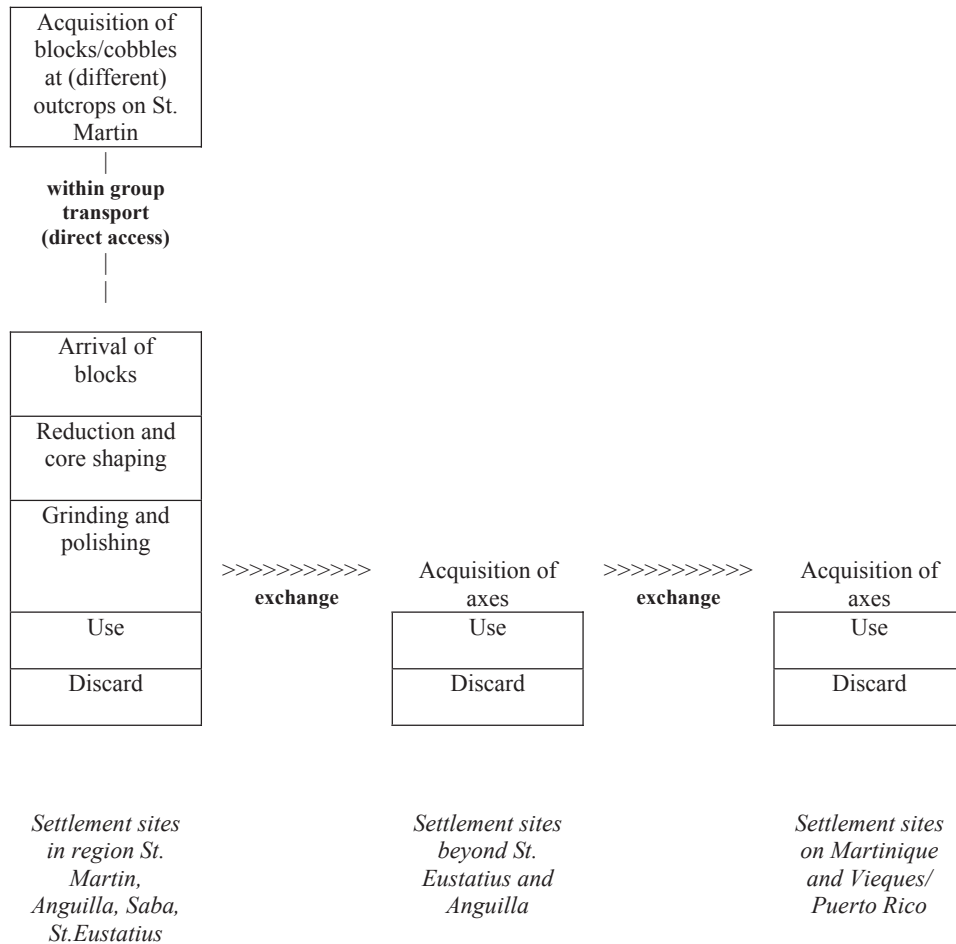 Acquisition of
blocks/cobbles
at (different)
outcrops on St.
Martin
within group
transport
(direct access)
Arrival of
blocks
Reduction and
core shaping
Grinding and
polishing
>>>>>>>>>>>
exchange
Acquisition of
axes
>>>>>>>>>>>
exchange
Acquisition of
axes
Use
Use
Use
Discard
Discard
Discard
Settlement sites
in region St.
Martin,
Anguilla, Saba,
St.Eustatius
Settlement sites
beyond St.
Eustatius and
Anguilla
Settlement sites
on Martinique
and Vieques/
Puerto Rico